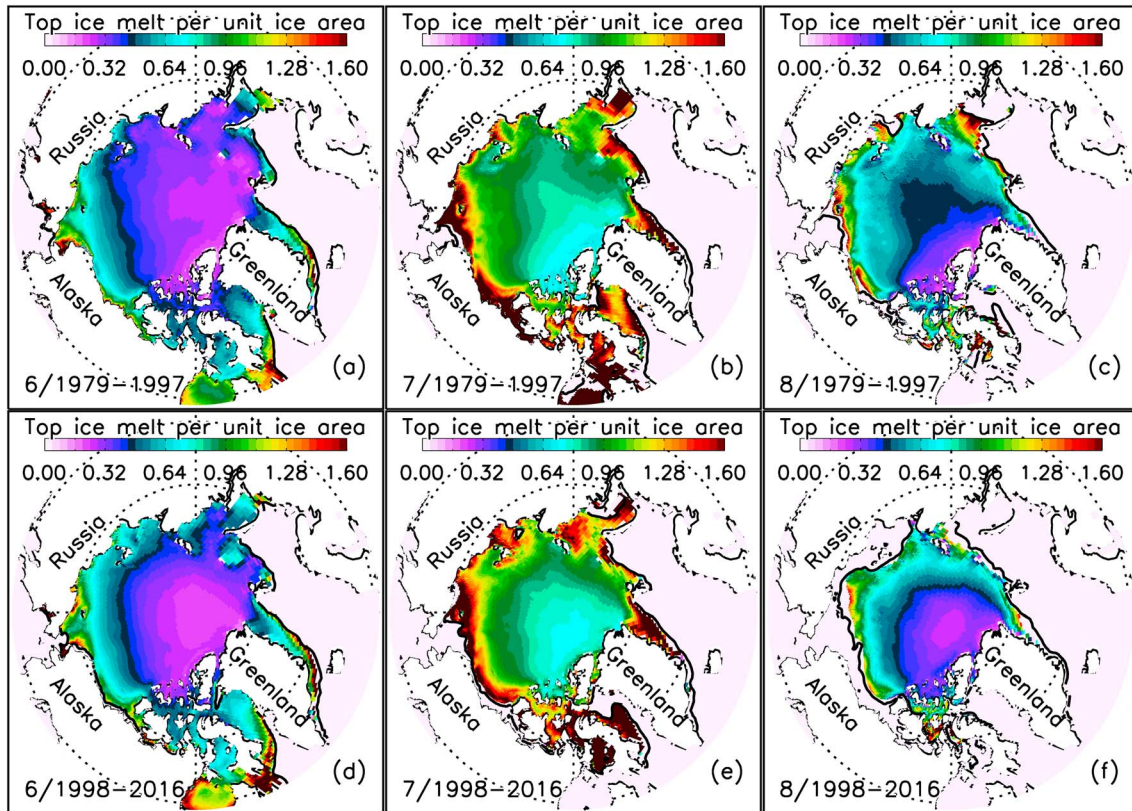 Top ice melt per unit ice area
0.00 0.32 0.64 0.96 1.28 1.60
Russia
Alaska
Greenland
6/1979-1997
(a)
Top ice melt per unit ice area
0.00 0.32 0.64 0.96 1.28 1.60
Russia
Alaska
Greenland
7/1979-1997
(b)
Top ice melt per unit ice area
0.00 0.32 0.64 0.96 1.28 1.60
Russia
Alaska
Greenland
8/1979-1997
(c)
Top ice melt per unit ice area
0.00 0.32 0.64 0.96 1.28 1.60
Russia
Alaska
Greenland
6/1998-2016
(d)
Top ice melt per unit ice area
0.00 0.32 0.64 0.96 1.28 1.60
Russia
Alaska
Greenland
7/1998-2016
(e)
Top ice melt per unit ice area
0.00 0.32 0.64 0.96 1.28 1.60
Russia
Alaska
Greenland
8/1998-2016
(f)